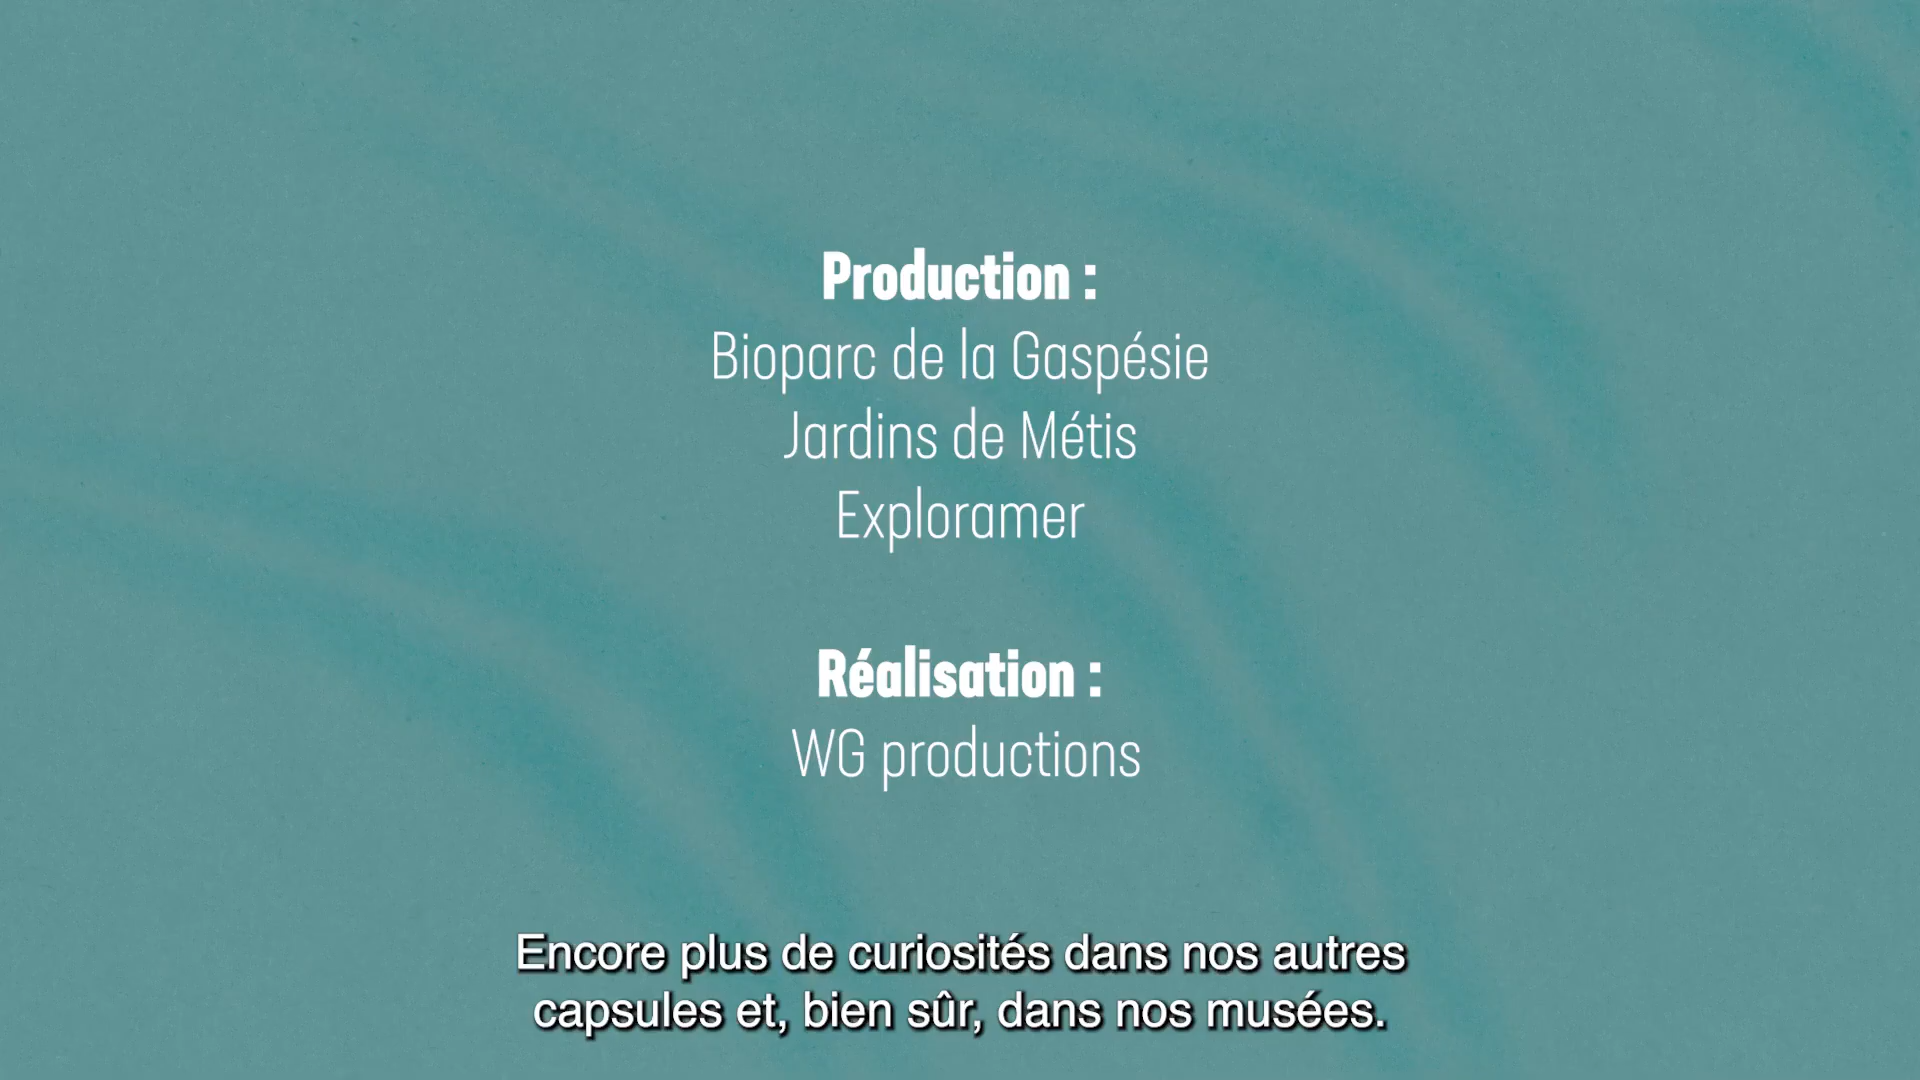 Production :
Bioparc de la Gaspésie
Jardins de Métis
Exploramer
Réalisation :
WG productions
Encore plus de curiosités dans nos autres
capsules et, bien sûr, dans nos musées.